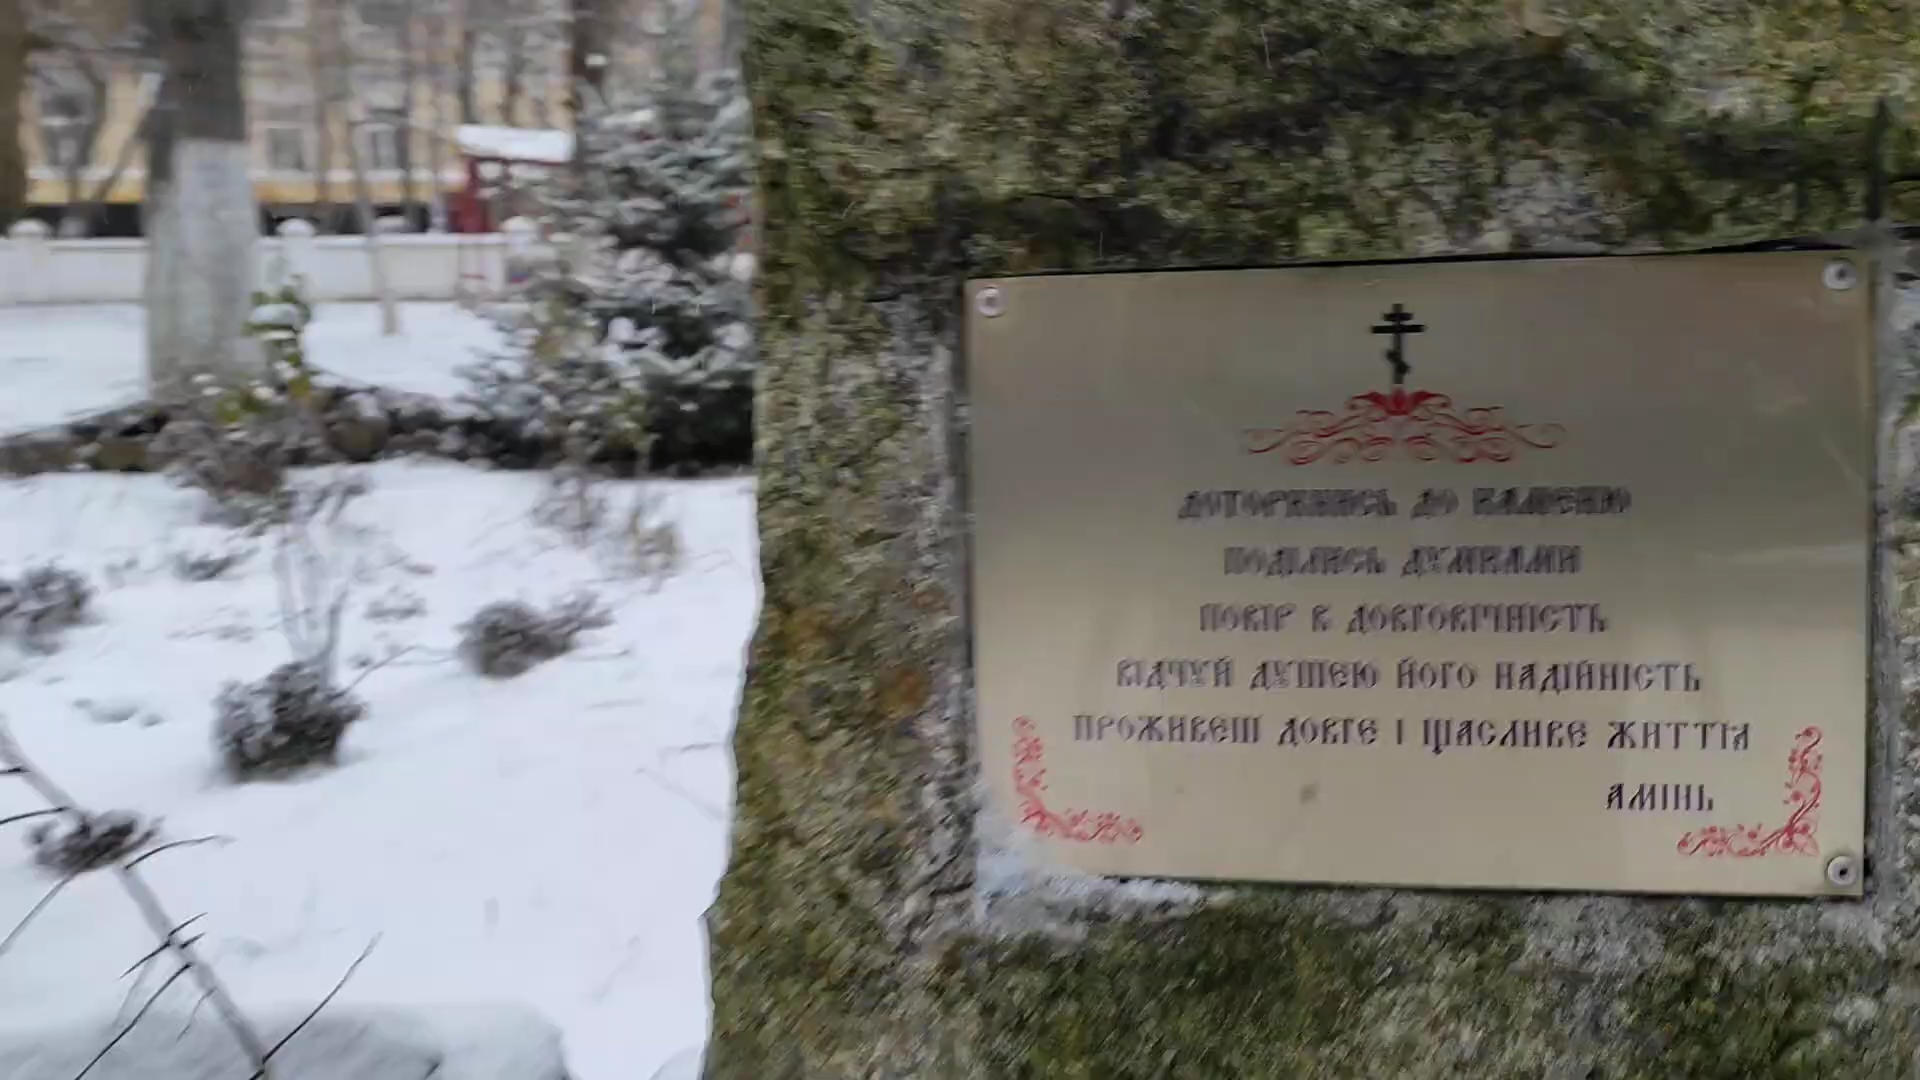 ДОТОРКНИСЬ ДО КАМЕНЮ
ПОДІЛИСЬ ДУМКАМИ
ПОВІР В ДОВГОВІЧНІСТЬ
ВІДЧУЙ ДУШЕЮ ЙОГО НАДІЙНІСТЬ
ПРОЖИВЕШ ДОВГЕ І ЩАСЛИВЕ ЖИТТЯ
АМІНЬ